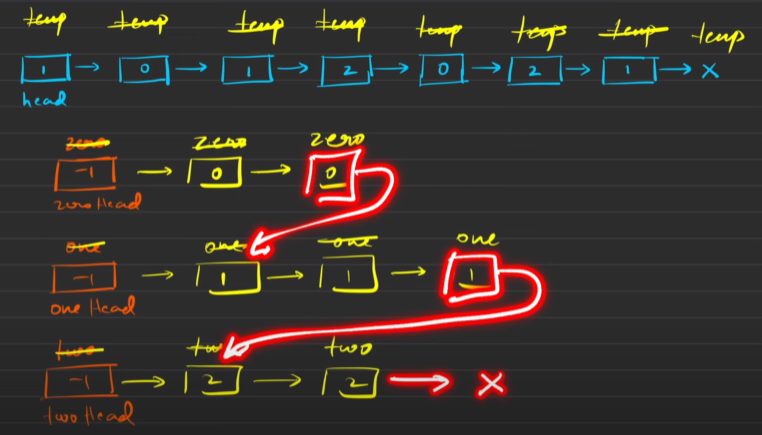 temp temp temp temp temp temp temp temp
1 → 0 → 1 → 2 → 0 → 2 → 1 → X
head
zero zero zero
-1 → 0 → 0
zero Head
one one one one
-1 → 1 → 1 → 1
one Head
two two two
-1 → 2 → 2 → X
two Head